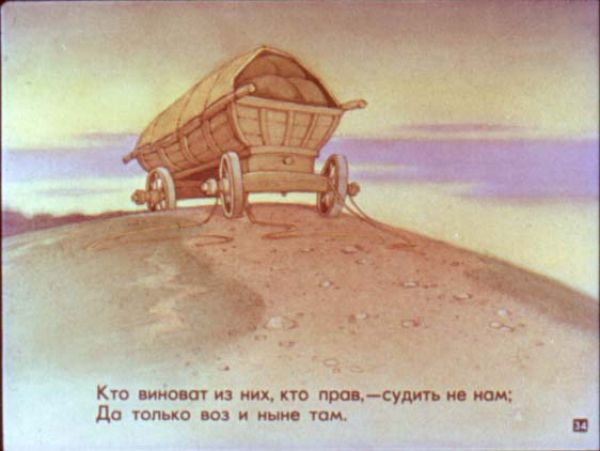 Кто виноват из них, кто прав,—судить не нам;
Да только воз и ныне там.
34